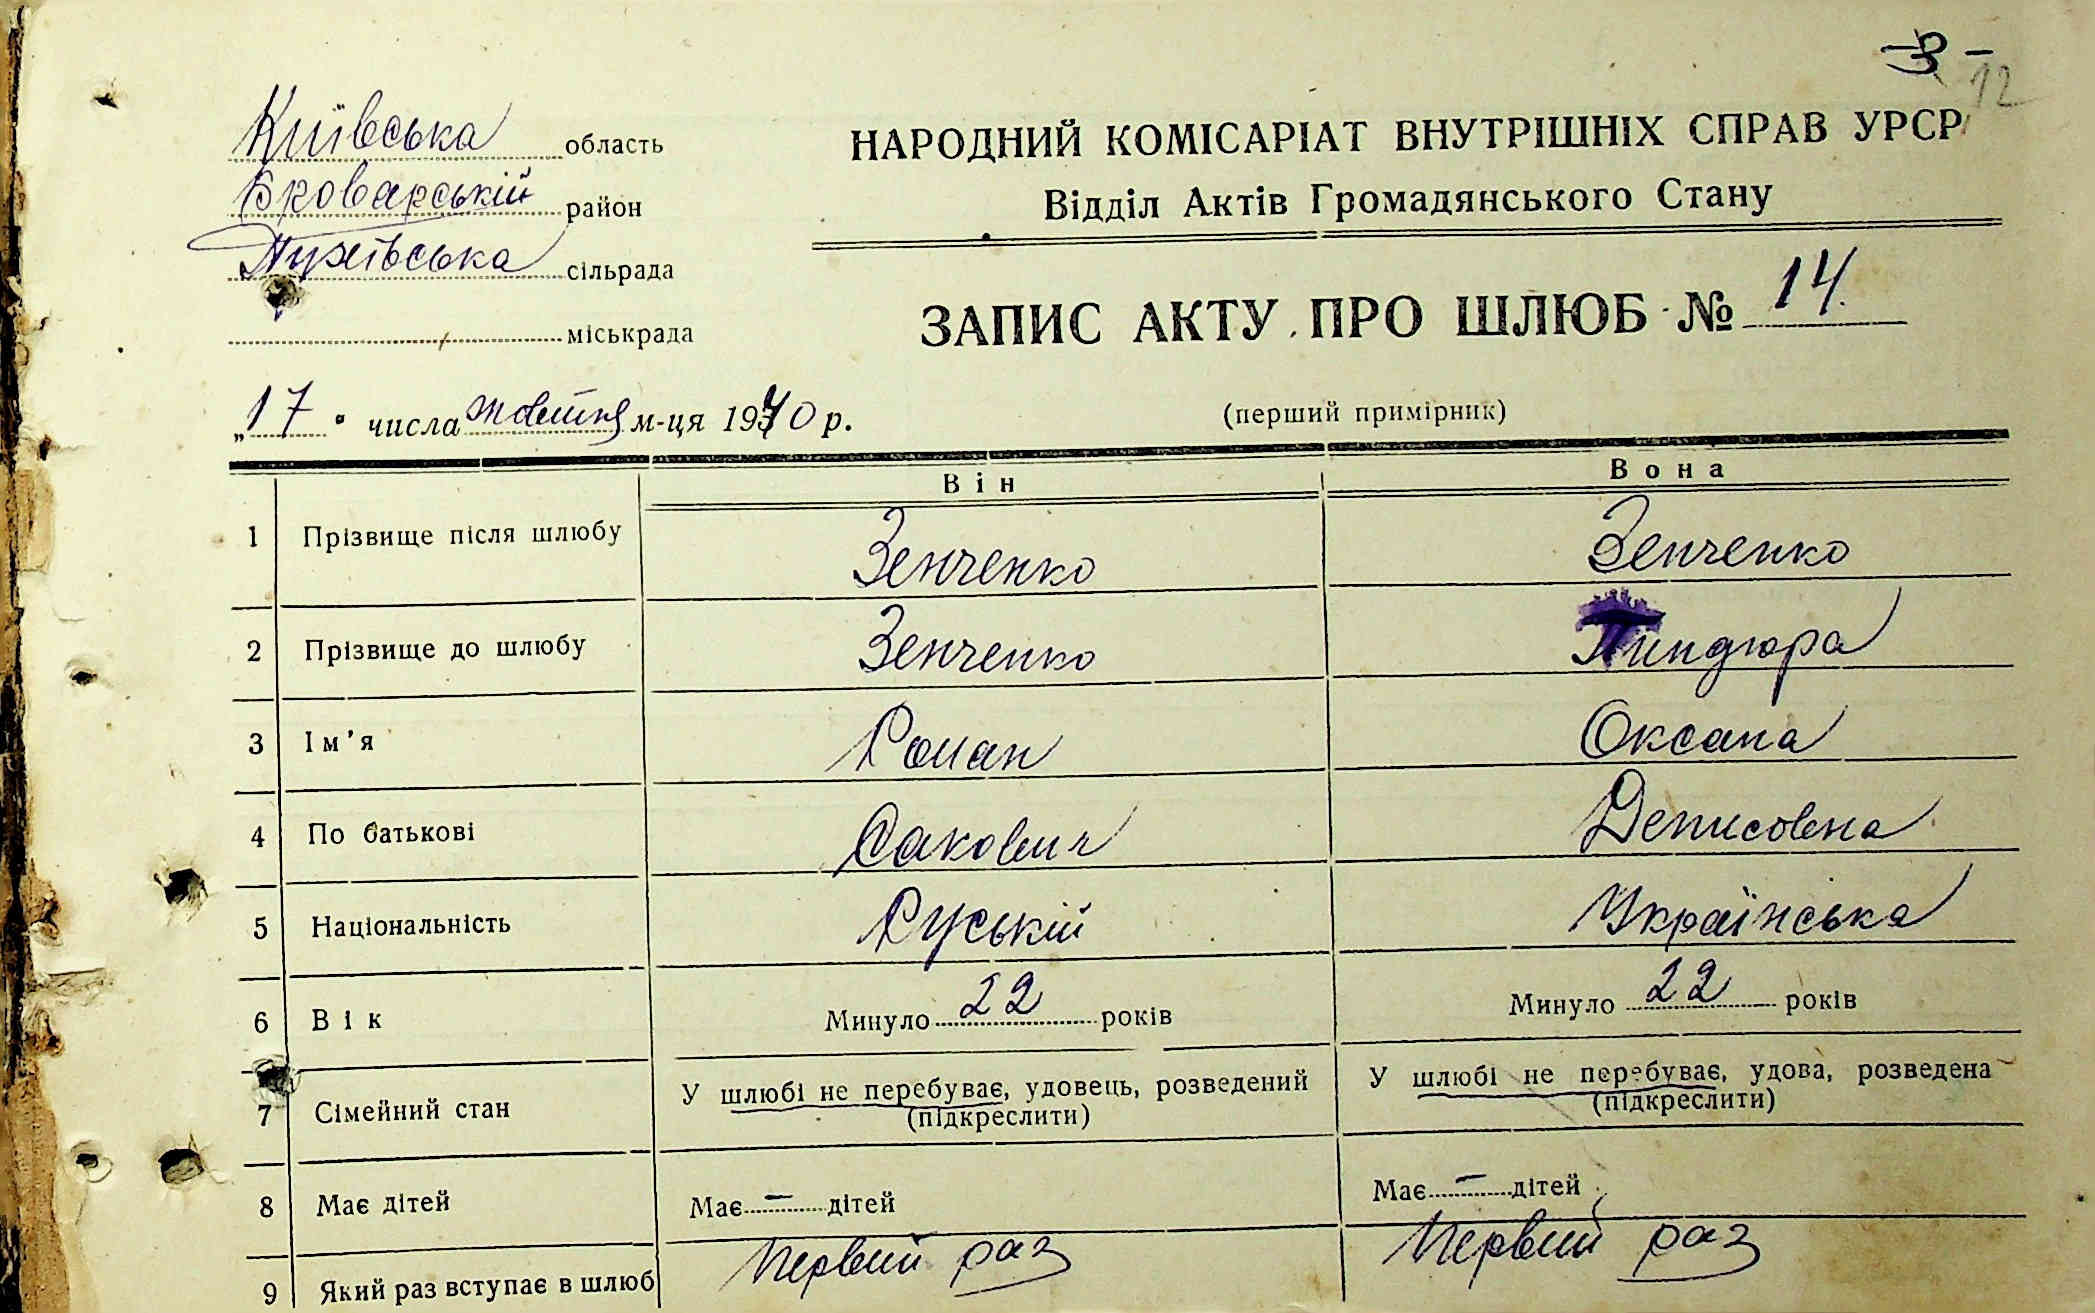 -3-
12
Київська область
Броварській район
Пухівська сільрада
міськрада
НАРОДНИЙ КОМІСАРІАТ ВНУТРІШНІХ СПРАВ УРСР
Відділ Актів Громадянського Стану
ЗАПИС АКТУ ПРО ШЛЮБ № 14.
„17" числа жовтня м-ця 1940 р.
(перший примірник)
Він Вона
1 Прізвище після шлюбу Зенченко Зенченко
2 Прізвище до шлюбу Зенченко Пиндюра
3 Ім'я Роман Оксана
4 По батькові Сакович Денисовна
5 Національність Руській Українська
6 Вік Минуло 22 років Минуло 22 років
7 Сімейний стан У шлюбі не перебуває, удовець, розведений У шлюбі не перебуває, удова, розведена
(підкреслити) (підкреслити)
8 Має дітей Має — дітей Має — дітей
9 Який раз вступає в шлюб Первий раз Первий раз